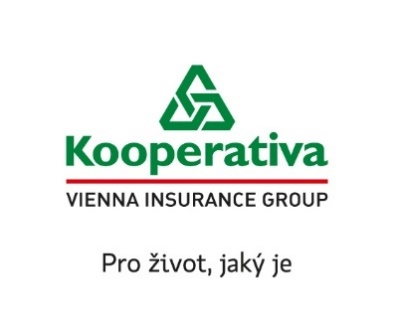 Kooperativa
VIENNA INSURANCE GROUP
Pro život, jaký je